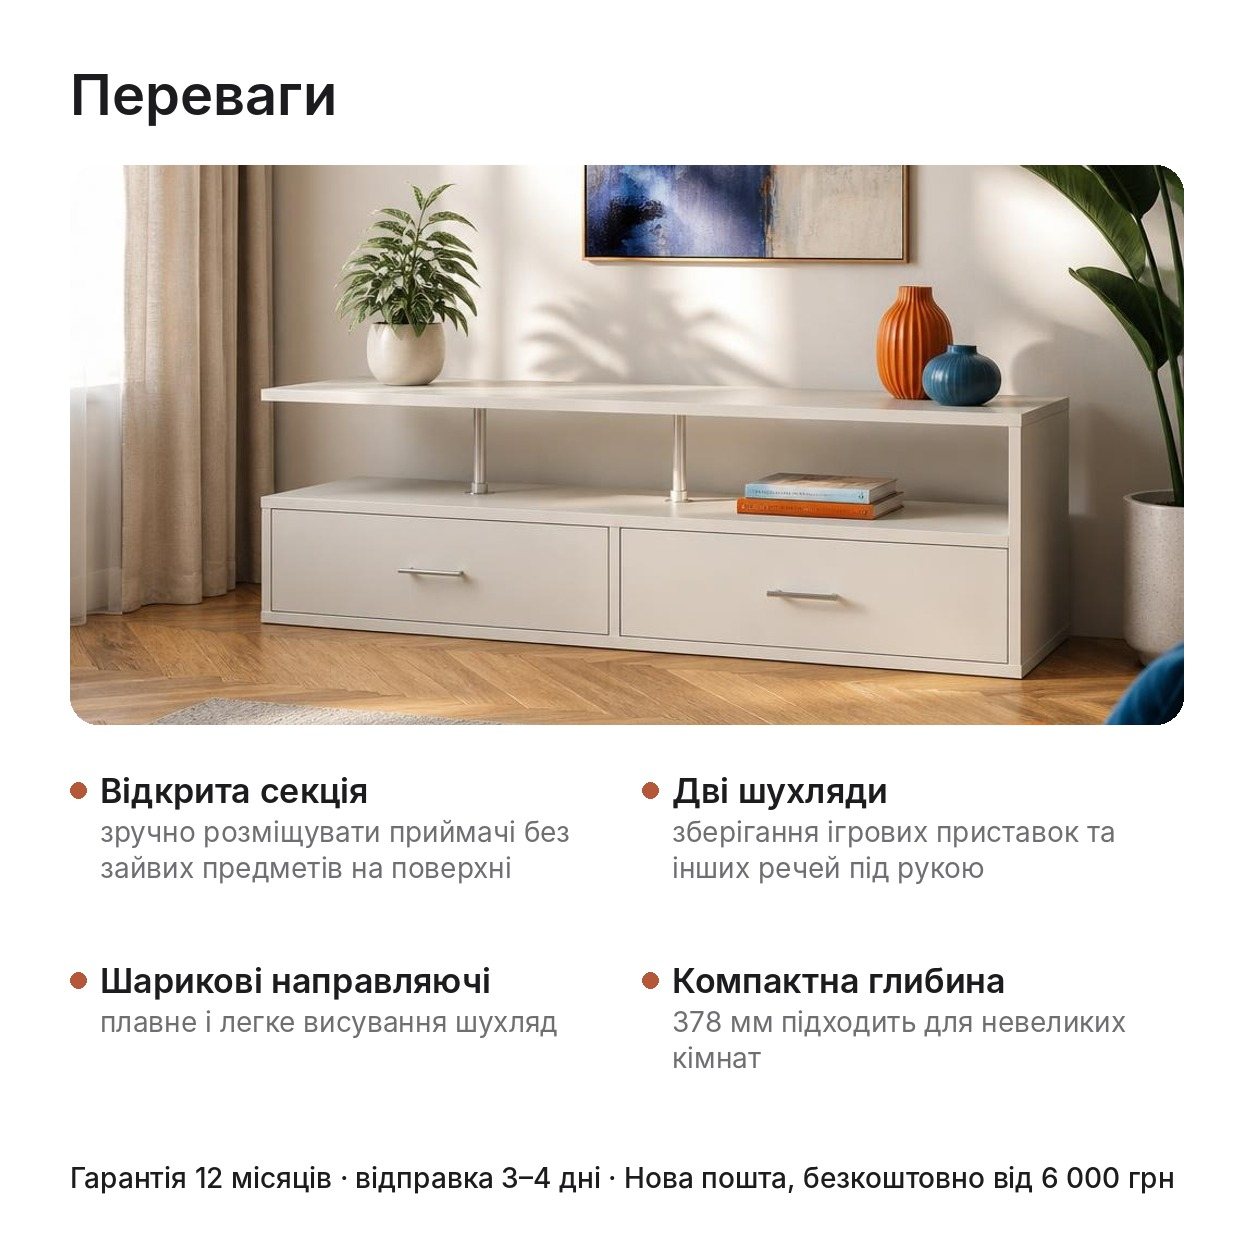 Переваги
Відкрита секція
зручно розміщувати приймачі без
зайвих предметів на поверхні
Дві шухляди
зберігання ігрових приставок та
інших речей під рукою
Шарикові направляючі
плавне і легке висування шухляд
Компактна глибина
378 мм підходить для невеликих
кімнат
Гарантія 12 місяців · відправка 3–4 дні · Нова пошта, безкоштовно від 6 000 грн